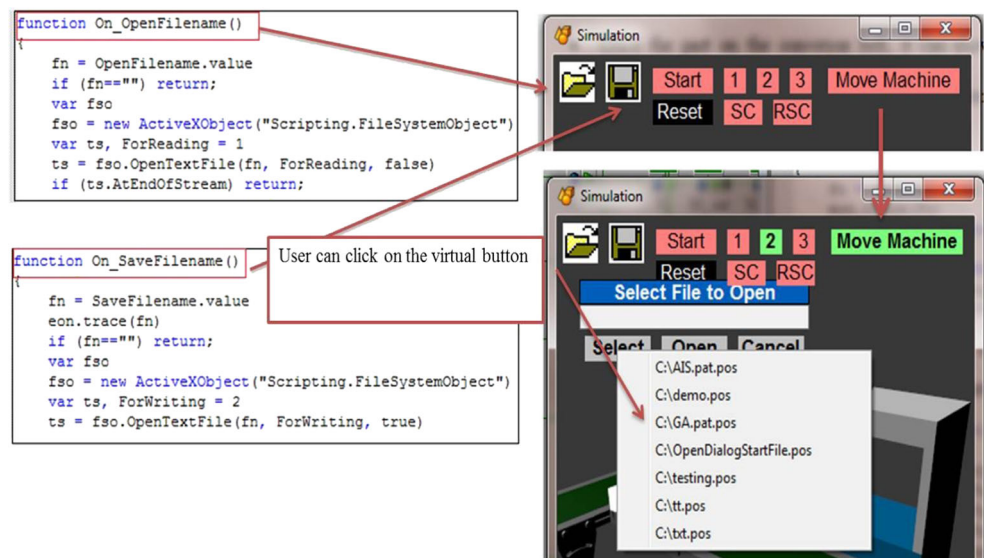 function On_OpenFilename()
{
fn = OpenFilename.value
if (fn=="") return;
var fso
fso = new ActiveXObject("Scripting.FileSystemObject")
var ts, ForReading = 1
ts = fso.OpenTextFile(fn, ForReading, false)
if (ts.AtEndOfStream) return;
function On_SaveFilename()
{
fn = SaveFilename.value
eon.trace(fn)
if (fn=="") return;
var fso
fso = new ActiveXObject("Scripting.FileSystemObject")
var ts, ForWriting = 2
ts = fso.OpenTextFile(fn, ForWriting, true)
User can click on the virtual button
Simulation
Start 1 2 3 Move Machine
Reset SC RSC
Simulation
Start 1 2 3 Move Machine
Reset SC RSC
Select File to Open
Select Open Cancel
C:\AIS.pat.pos
C:\demo.pos
C:\GA.pat.pos
C:\OpenDialogStartFile.pos
C:\testing.pos
C:\tt.pos
C:\txt.pos